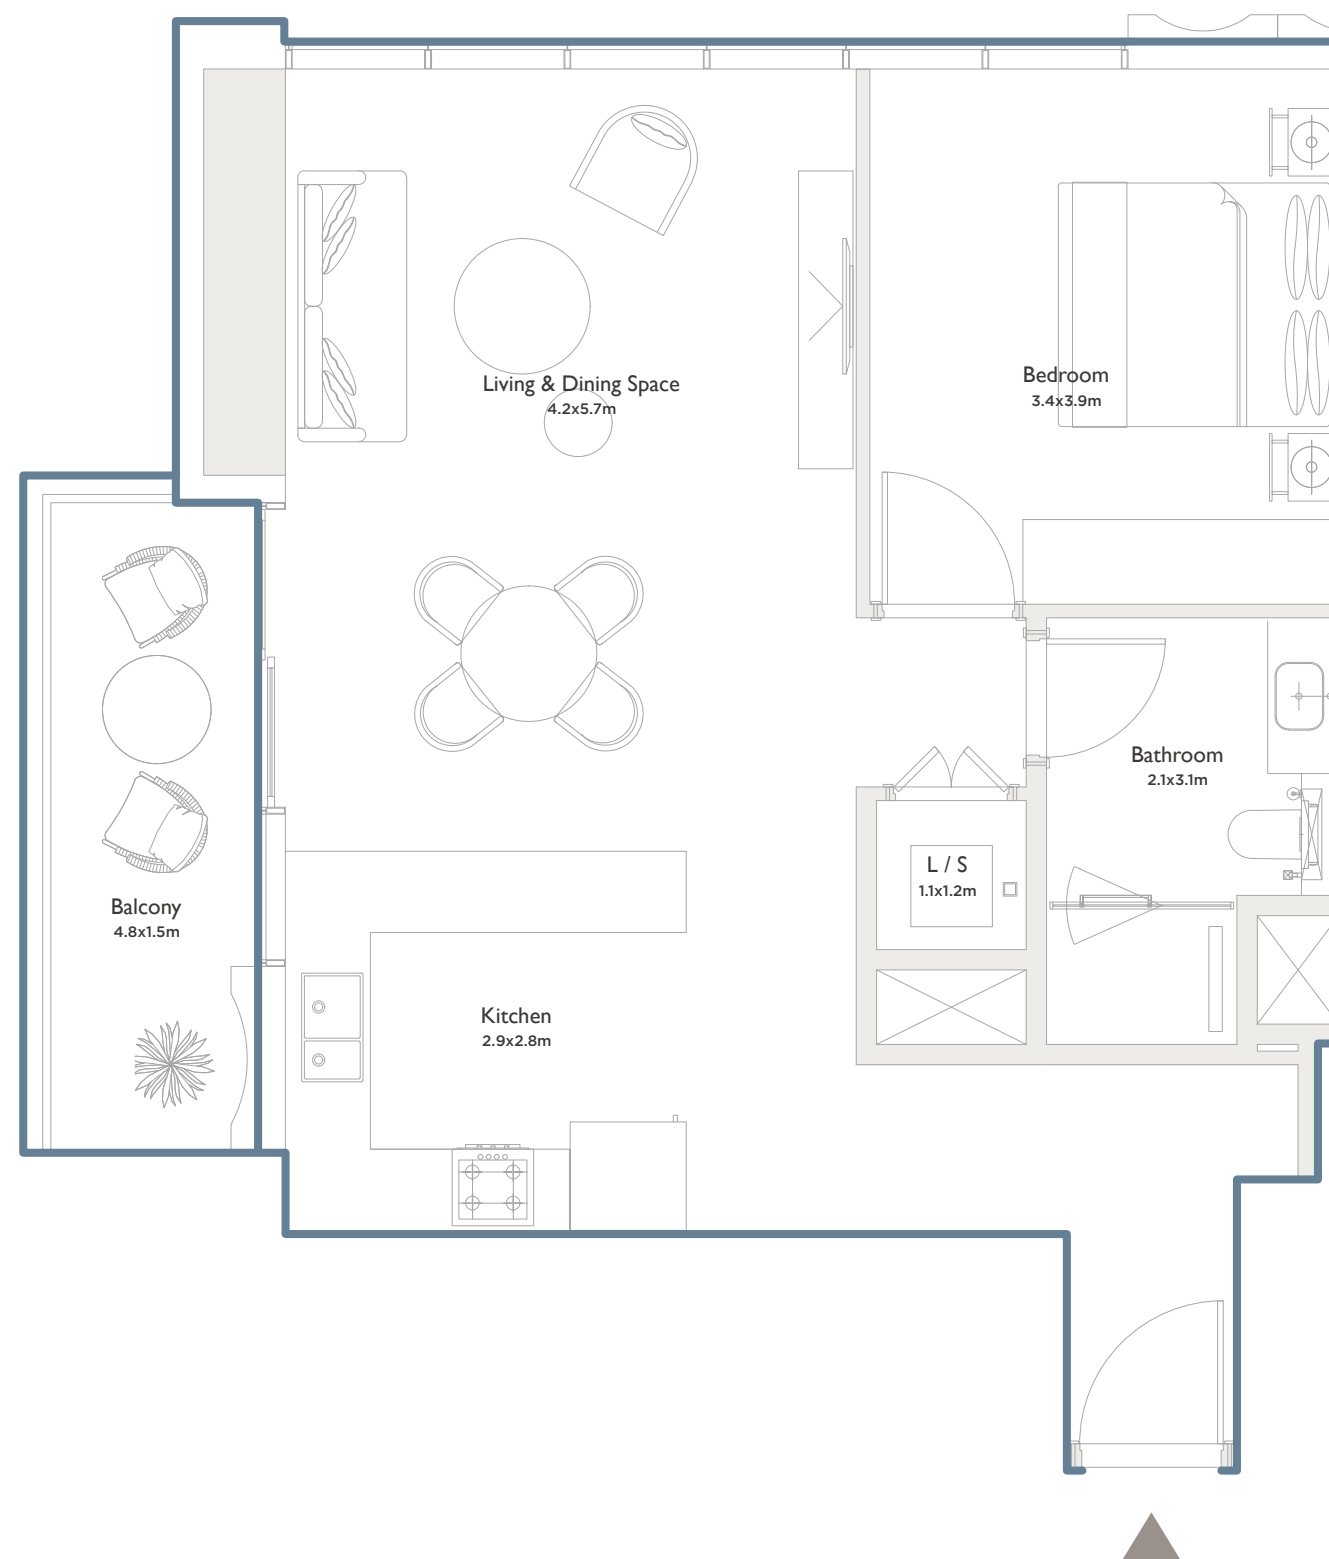 Living & Dining Space
4.2x5.7m
Bedroom
3.4x3.9m
Bathroom
2.1x3.1m
L / S
1.1x1.2m
Balcony
4.8x1.5m
Kitchen
2.9x2.8m